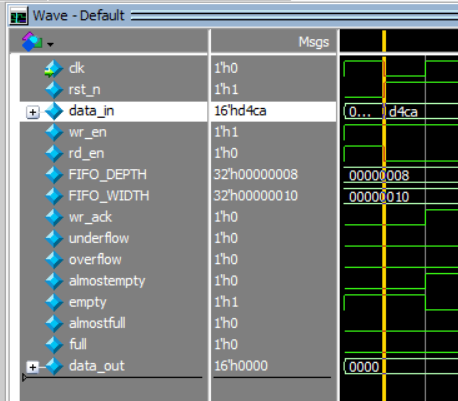 Wave - Default
Msgs
clk 1'h0
rst_n 1'h1
data_in 16'hd4ca 0... d4ca
wr_en 1'h1
rd_en 1'h0
FIFO_DEPTH 32'h00000008 00000008
FIFO_WIDTH 32'h00000010 00000010
wr_ack 1'h0
underflow 1'h0
overflow 1'h0
almostempty 1'h0
empty 1'h1
almostfull 1'h0
full 1'h0
data_out 16'h0000 0000